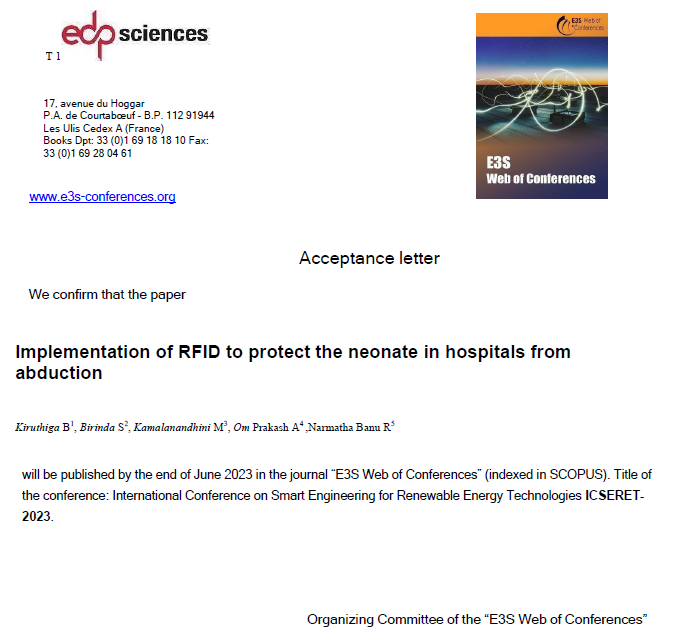 edp sciences
T 1
E3S Web of
Conferences
17, avenue du Hoggar
P.A. de Courtabœuf - B.P. 112 91944
Les Ulis Cedex A (France)
Books Dpt: 33 (0)1 69 18 18 10 Fax:
33 (0)1 69 28 04 61
E3S
Web of Conferences
www.e3s-conferences.org
Acceptance letter
We confirm that the paper
Implementation of RFID to protect the neonate in hospitals from
abduction
Kiruthiga B1, Birinda S2, Kamalanandhini M3, Om Prakash A4 ,Narmatha Banu R5
will be published by the end of June 2023 in the journal “E3S Web of Conferences” (indexed in SCOPUS). Title of
the conference: International Conference on Smart Engineering for Renewable Energy Technologies ICSERET-
2023.
Organizing Committee of the “E3S Web of Conferences”